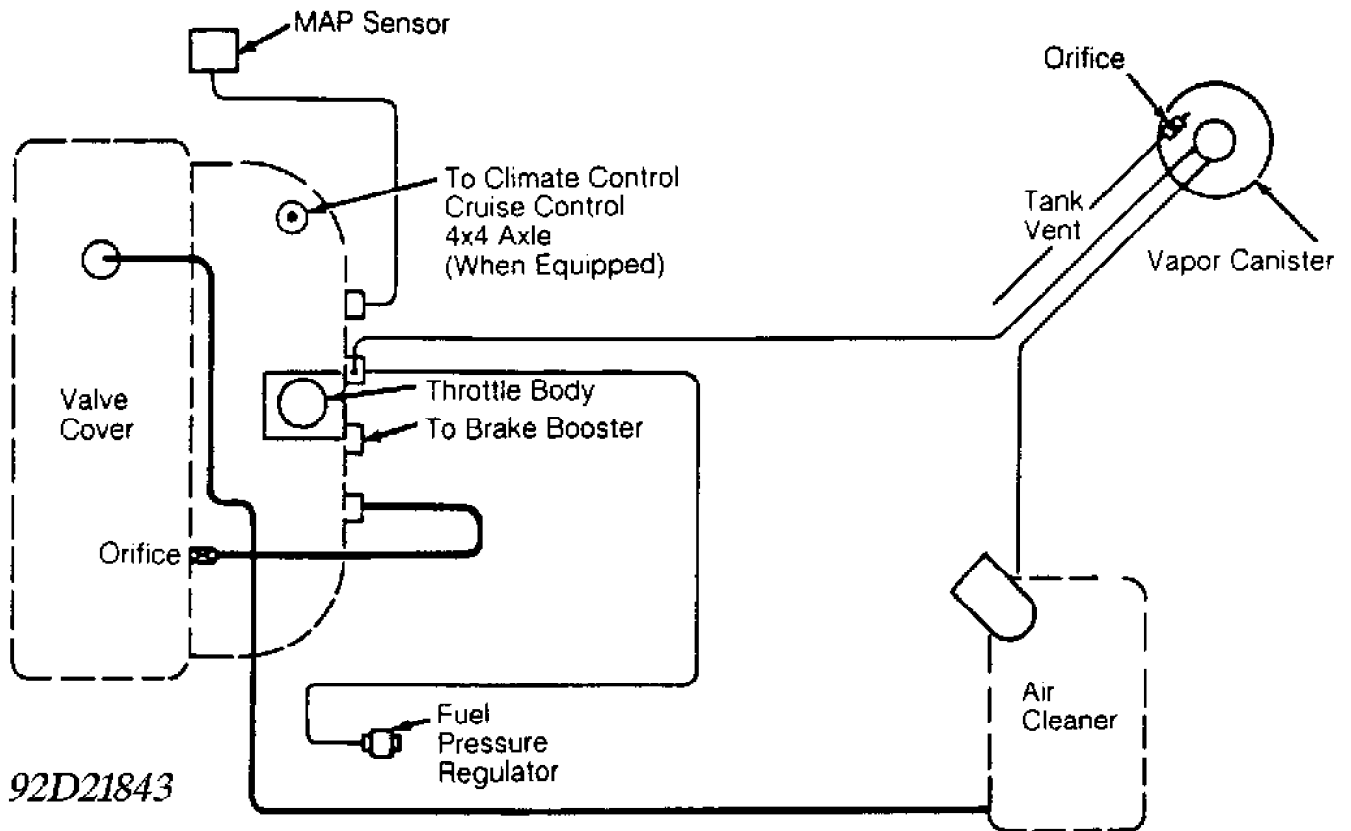 MAP Sensor
Orifice
To Climate Control
Cruise Control
4x4 Axle
(When Equipped)
Tank
Vent
Vapor Canister
Throttle Body
To Brake Booster
Valve
Cover
Orifice
Air
Cleaner
Fuel
Pressure
Regulator
92D21843